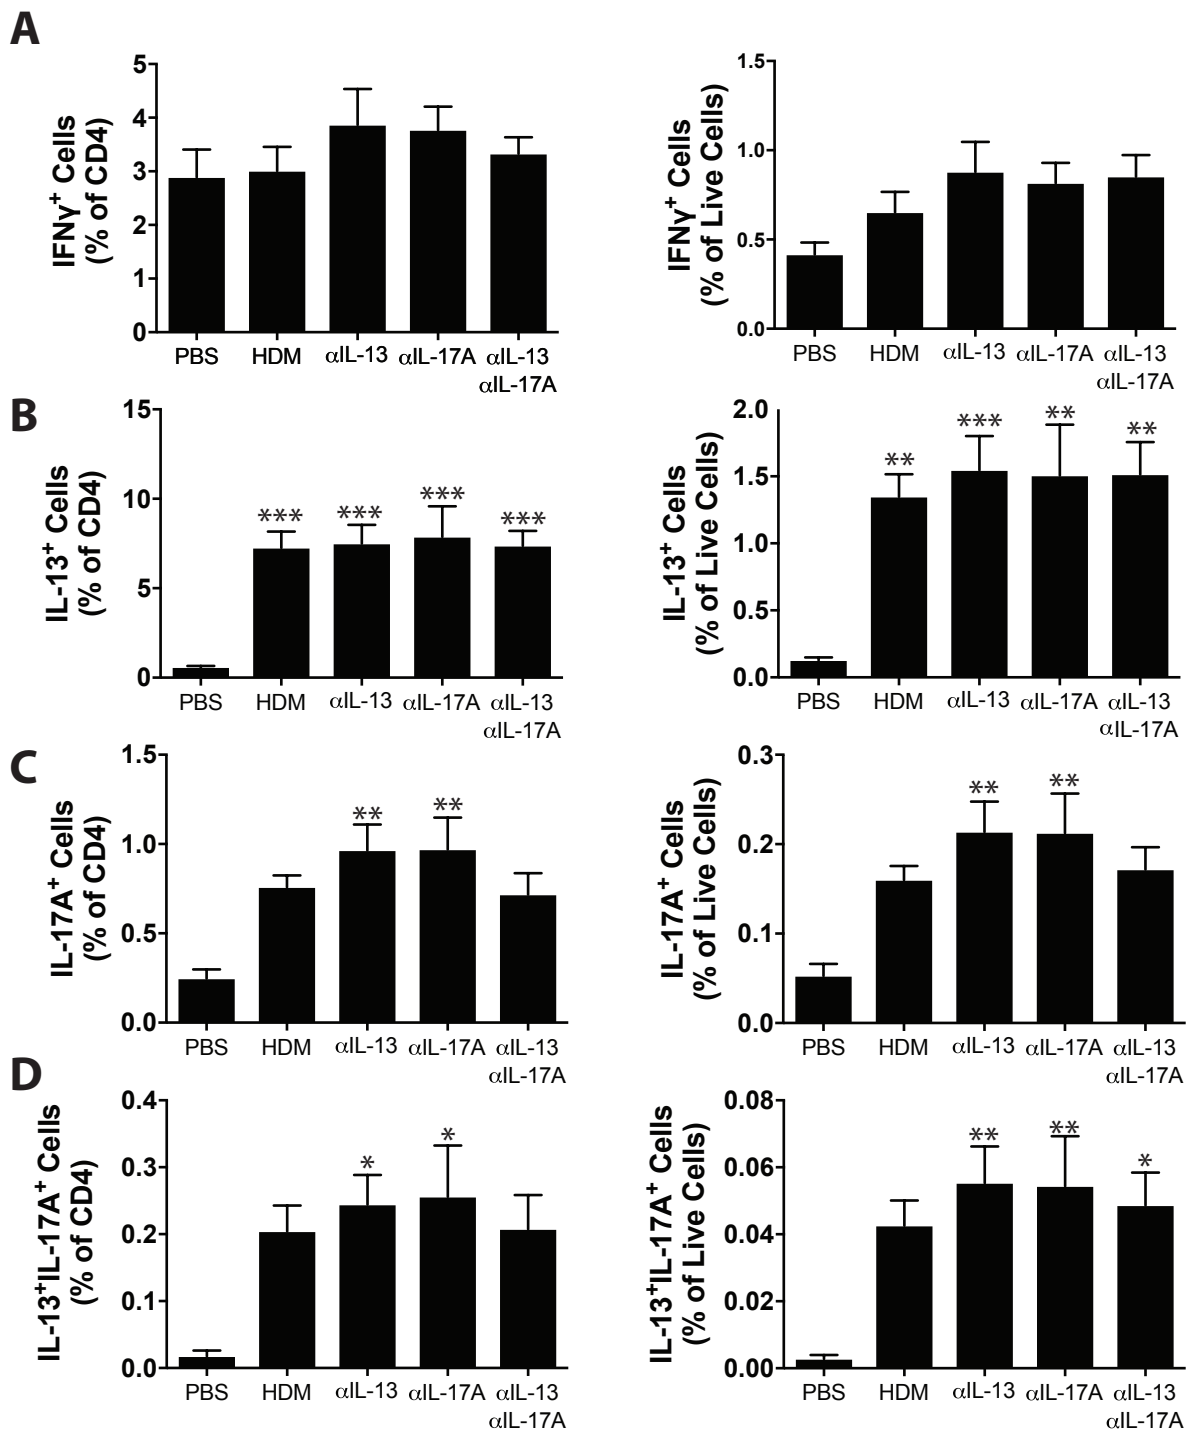 A
IFNγ+ Cells
(% of CD4)
5
4
3
2
1
0
PBS HDM αIL-13 αIL-17A αIL-13
αIL-17A
IFNγ+ Cells
(% of Live Cells)
1.5
1.0
0.5
0.0
PBS HDM αIL-13 αIL-17A αIL-13
αIL-17A
B
IL-13+ Cells
(% of CD4)
15
10
5
0
*** *** *** ***
PBS HDM αIL-13 αIL-17A αIL-13
αIL-17A
IL-13+ Cells
(% of Live Cells)
2.0
1.5
1.0
0.5
0.0
** *** ** **
PBS HDM αIL-13 αIL-17A αIL-13
αIL-17A
C
IL-17A+ Cells
(% of CD4)
1.5
1.0
0.5
0.0
** **
PBS HDM αIL-13 αIL-17A αIL-13
αIL-17A
IL-17A+ Cells
(% of Live Cells)
0.3
0.2
0.1
0.0
** **
PBS HDM αIL-13 αIL-17A αIL-13
αIL-17A
D
IL-13+IL-17A+ Cells
(% of CD4)
0.4
0.3
0.2
0.1
0.0
* *
PBS HDM αIL-13 αIL-17A αIL-13
αIL-17A
IL-13+IL-17A+ Cells
(% of Live Cells)
0.08
0.06
0.04
0.02
0.00
** ** *
PBS HDM αIL-13 αIL-17A αIL-13
αIL-17A